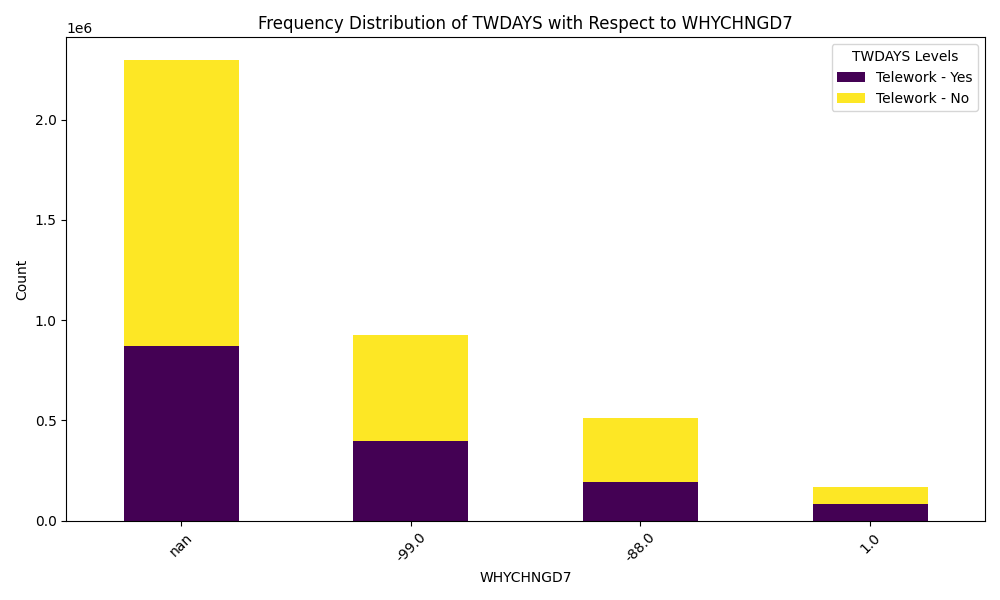 Frequency Distribution of TWDAYS with Respect to WHYCHNGD7
1e6
TWDAYS Levels
Telework - Yes
Telework - No
2.0
1.5
1.0
0.5
0.0
Count
nan
-99.0
-88.0
1.0
WHYCHNGD7